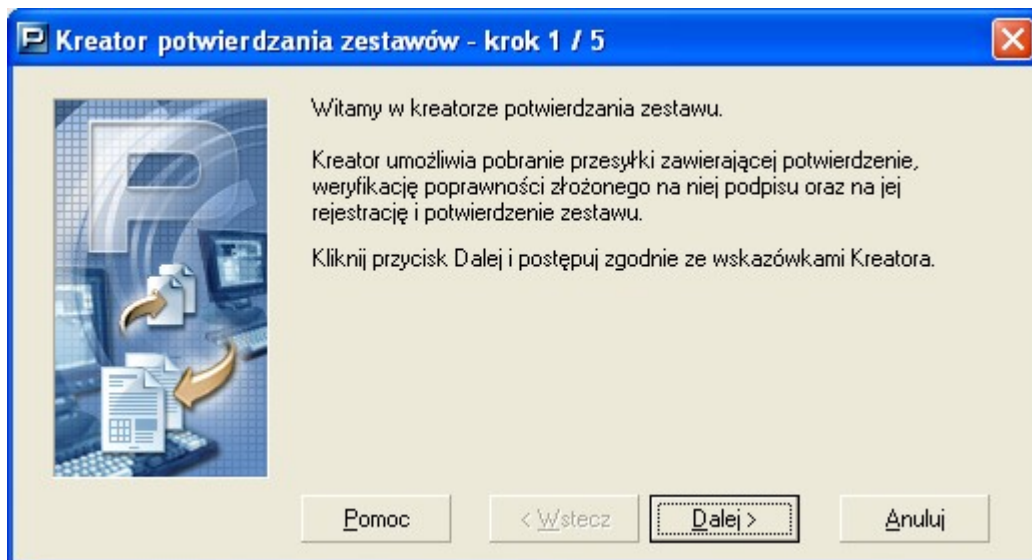 Kreator potwierdzania zestawów - krok 1 / 5
Witamy w kreatorze potwierdzania zestawu.
Kreator umożliwia pobranie przesyłki zawierającej potwierdzenie,
weryfikację poprawności złożonego na niej podpisu oraz na jej
rejestrację i potwierdzenie zestawu.
Kliknij przycisk Dalej i postępuj zgodnie ze wskazówkami Kreatora.
Pomoc
< Wstecz
Dalej >
Anuluj